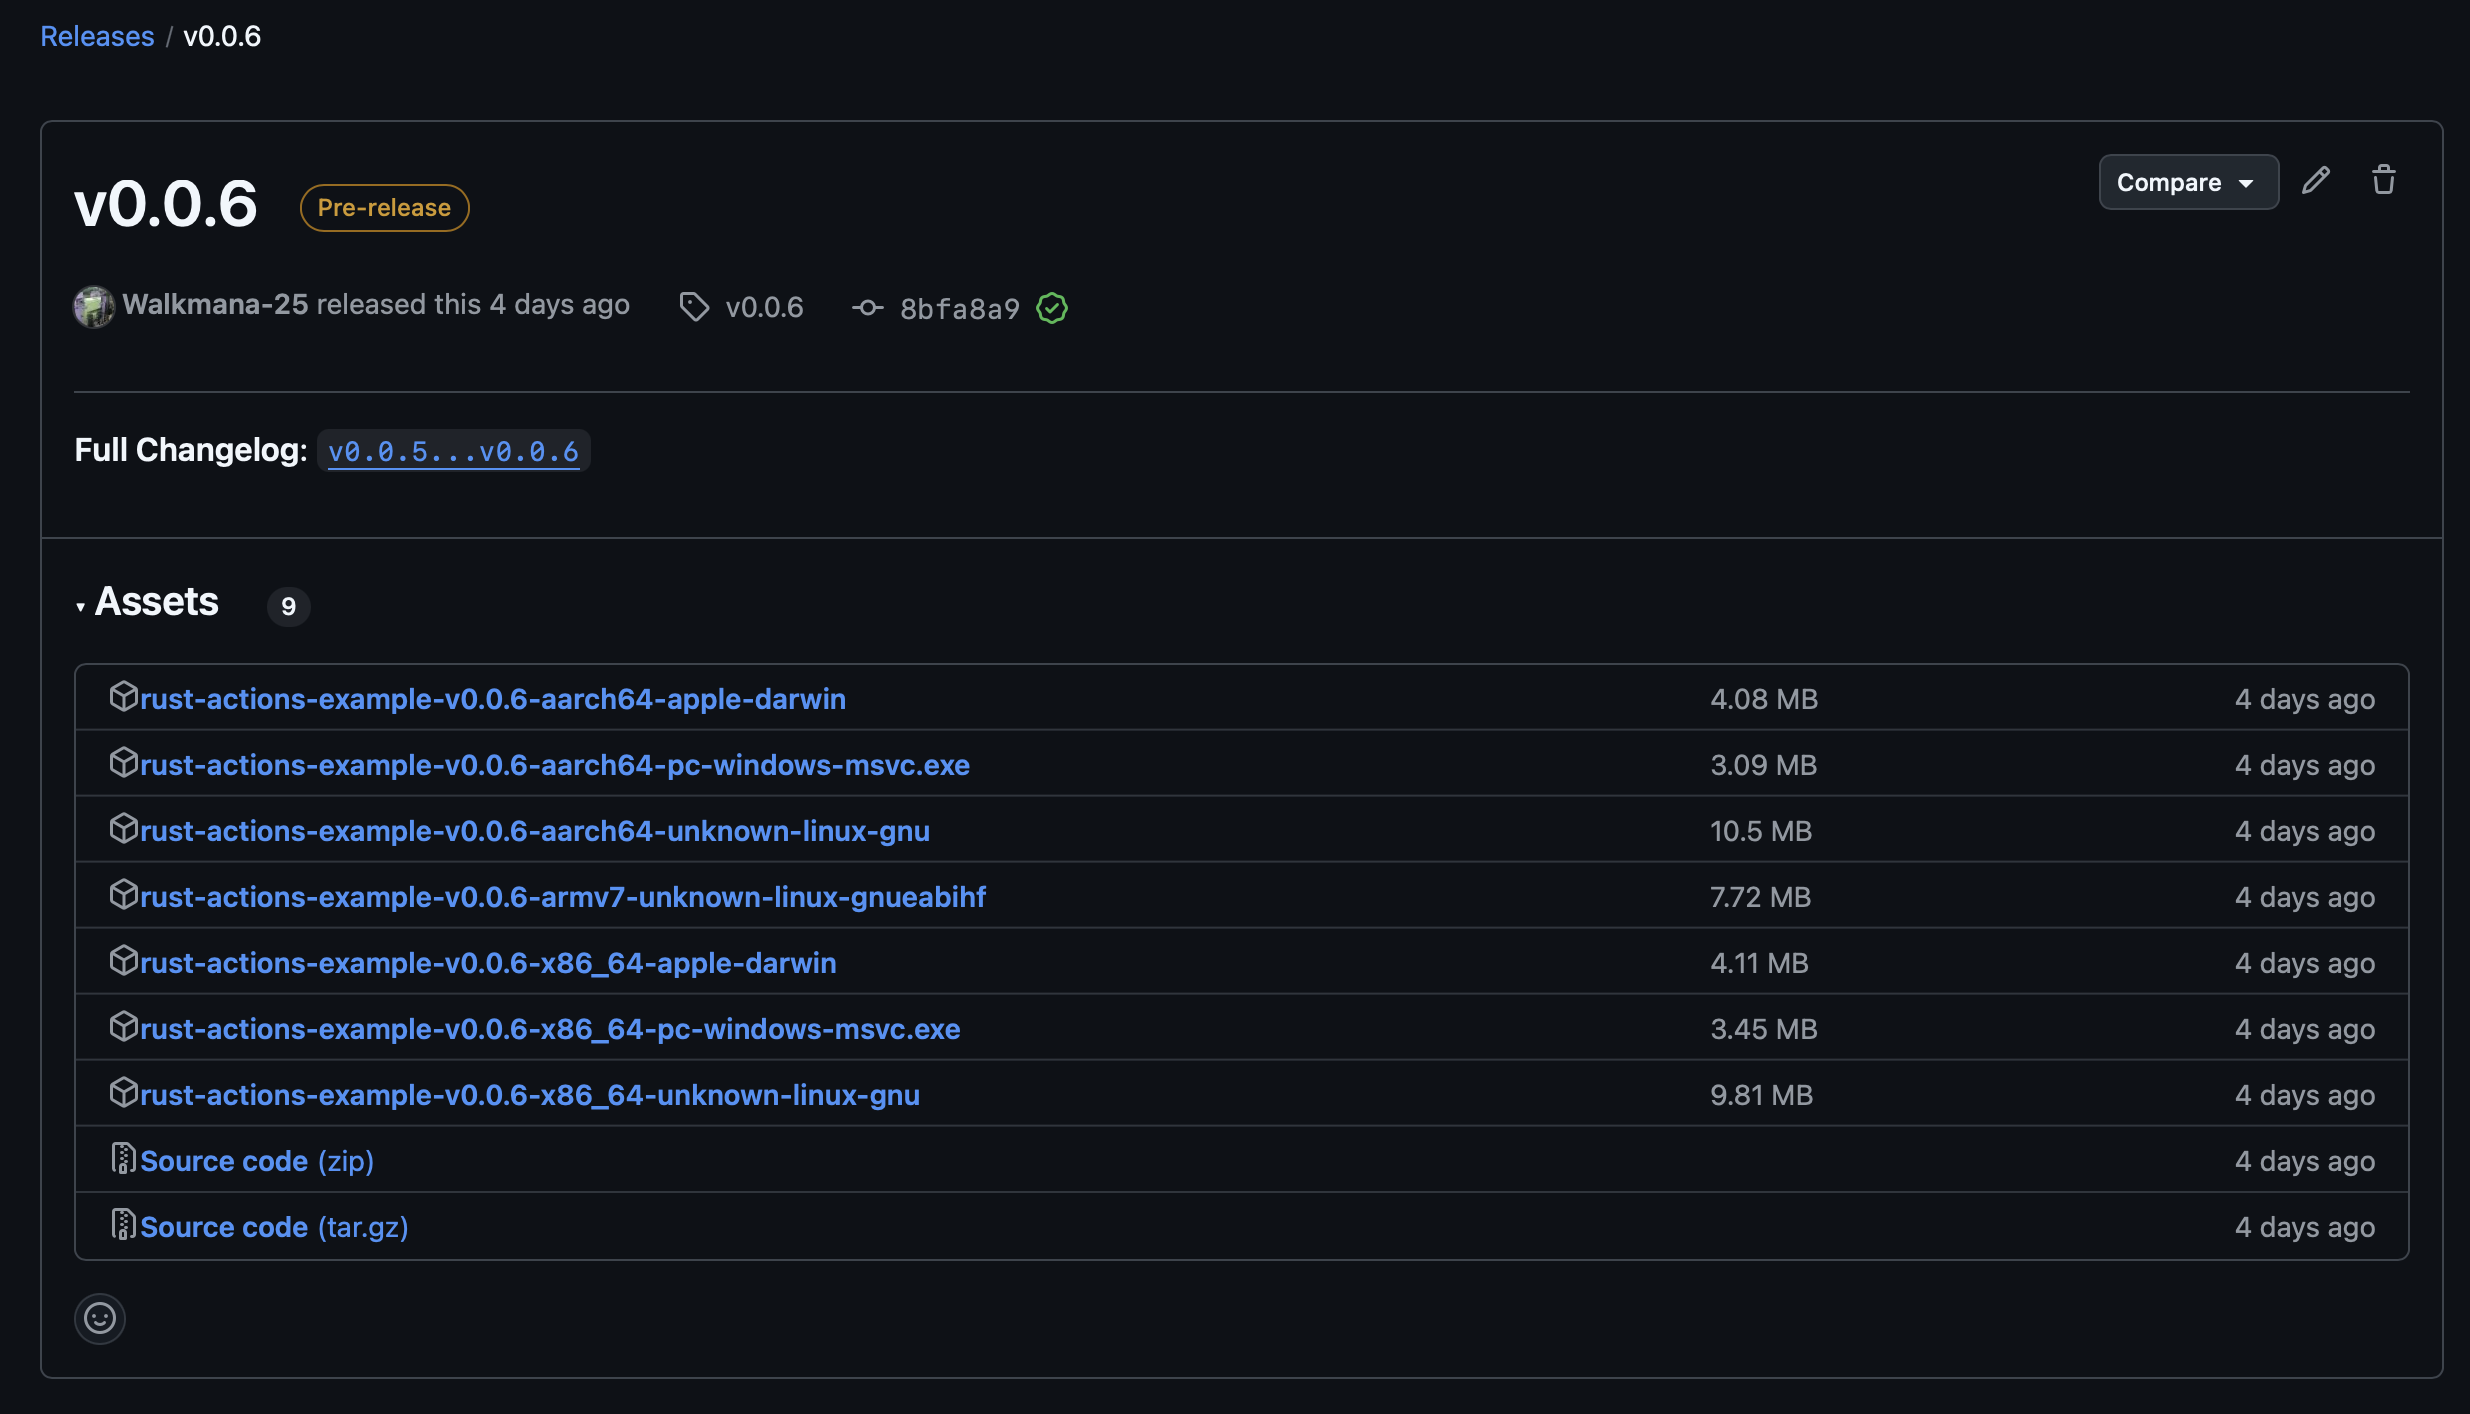 Releases / v0.0.6
v0.0.6 Pre-release Compare
Walkmana-25 released this 4 days ago v0.0.6 8bfa8a9
Full Changelog: v0.0.5...v0.0.6
Assets 9
rust-actions-example-v0.0.6-aarch64-apple-darwin 4.08 MB 4 days ago
rust-actions-example-v0.0.6-aarch64-pc-windows-msvc.exe 3.09 MB 4 days ago
rust-actions-example-v0.0.6-aarch64-unknown-linux-gnu 10.5 MB 4 days ago
rust-actions-example-v0.0.6-armv7-unknown-linux-gnueabihf 7.72 MB 4 days ago
rust-actions-example-v0.0.6-x86_64-apple-darwin 4.11 MB 4 days ago
rust-actions-example-v0.0.6-x86_64-pc-windows-msvc.exe 3.45 MB 4 days ago
rust-actions-example-v0.0.6-x86_64-unknown-linux-gnu 9.81 MB 4 days ago
Source code (zip) 4 days ago
Source code (tar.gz) 4 days ago